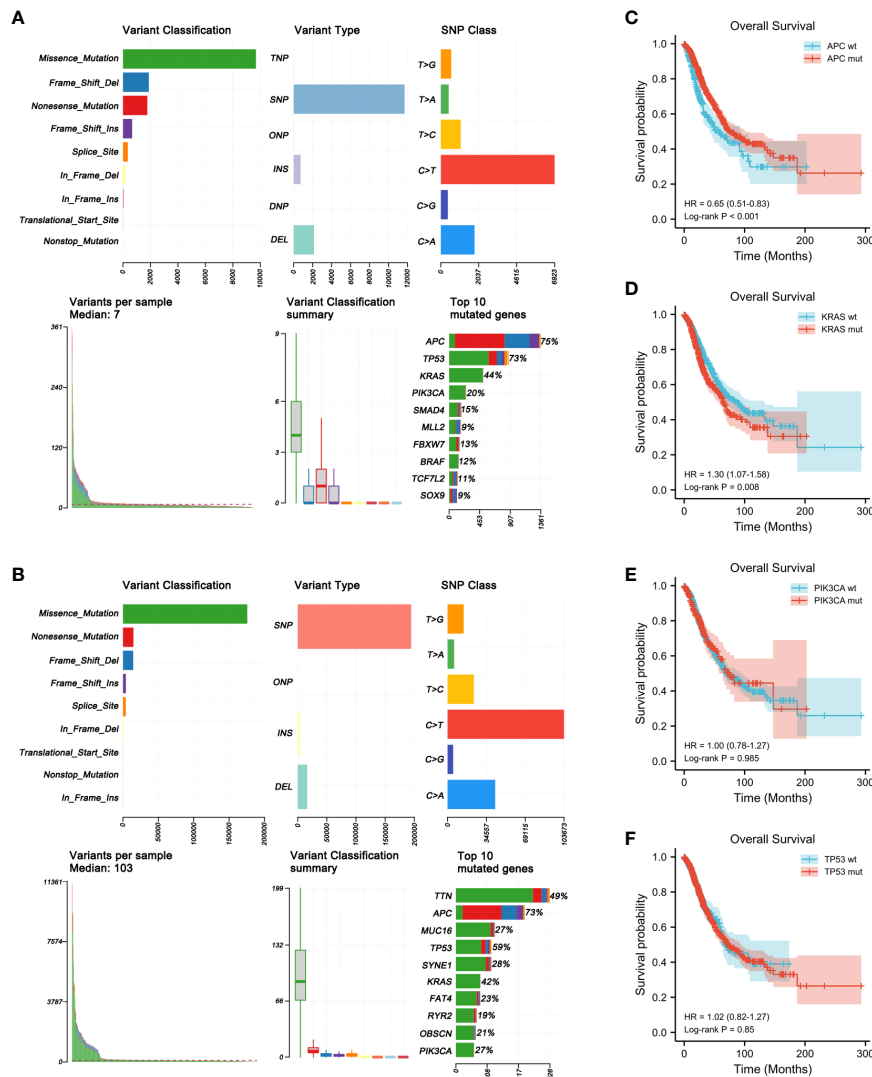 A
Variant Classification
Missence_Mutation
Frame_Shift_Del
Nonesense_Mutation
Frame_Shift_Ins
Splice_Site
In_Frame_Del
In_Frame_Ins
Translational_Start_Site
Nonstop_Mutation
0
2000
4000
6000
8000
10000
Variant Type
TNP
SNP
ONP
INS
DNP
DEL
0
2000
4000
6000
8000
10000
12000
SNP Class
T>G
T>A
T>C
C>T
C>G
C>A
0
2037
4615
6923
Variants per sample
Median: 7
361
240
120
0
Variant Classification
summary
9
6
3
0
Top 10
mutated genes
APC 75%
TP53 73%
KRAS 44%
PIK3CA 20%
SMAD4 15%
MLL2 9%
FBXW7 13%
BRAF 12%
TCF7L2 11%
SOX9 9%
0
453
907
1361
B
Variant Classification
Missence_Mutation
Nonesense_Mutation
Frame_Shift_Del
Frame_Shift_Ins
Splice_Site
In_Frame_Del
Translational_Start_Site
Nonstop_Mutation
In_Frame_Ins
0
50000
100000
150000
200000
Variant Type
SNP
ONP
INS
DEL
0
50000
100000
150000
200000
SNP Class
T>G
T>A
T>C
C>T
C>G
C>A
0
34557
69115
103673
Variants per sample
Median: 103
11361
7574
3787
0
Variant Classification
summary
199
132
66
0
Top 10
mutated genes
TTN 49%
APC 73%
MUC16 27%
TP53 59%
SYNE1 28%
KRAS 42%
FAT4 23%
RYR2 19%
OBSCN 21%
PIK3CA 27%
0
08
17
26
C
Overall Survival
Survival probability
1.0
0.8
0.6
0.4
0.2
0.0
APC wt
APC mut
HR = 0.65 (0.51-0.83)
Log-rank P < 0.001
0 100 200 300
Time (Months)
D
Overall Survival
Survival probability
1.0
0.8
0.6
0.4
0.2
0.0
KRAS wt
KRAS mut
HR = 1.30 (1.07-1.58)
Log-rank P = 0.008
0 100 200 300
Time (Months)
E
Overall Survival
Survival probability
1.0
0.8
0.6
0.4
0.2
0.0
PIK3CA wt
PIK3CA mut
HR = 1.00 (0.78-1.27)
Log-rank P = 0.985
0 100 200 300
Time (Months)
F
Overall Survival
Survival probability
1.0
0.8
0.6
0.4
0.2
0.0
TP53 wt
TP53 mut
HR = 1.02 (0.82-1.27)
Log-rank P = 0.85
0 100 200 300
Time (Months)